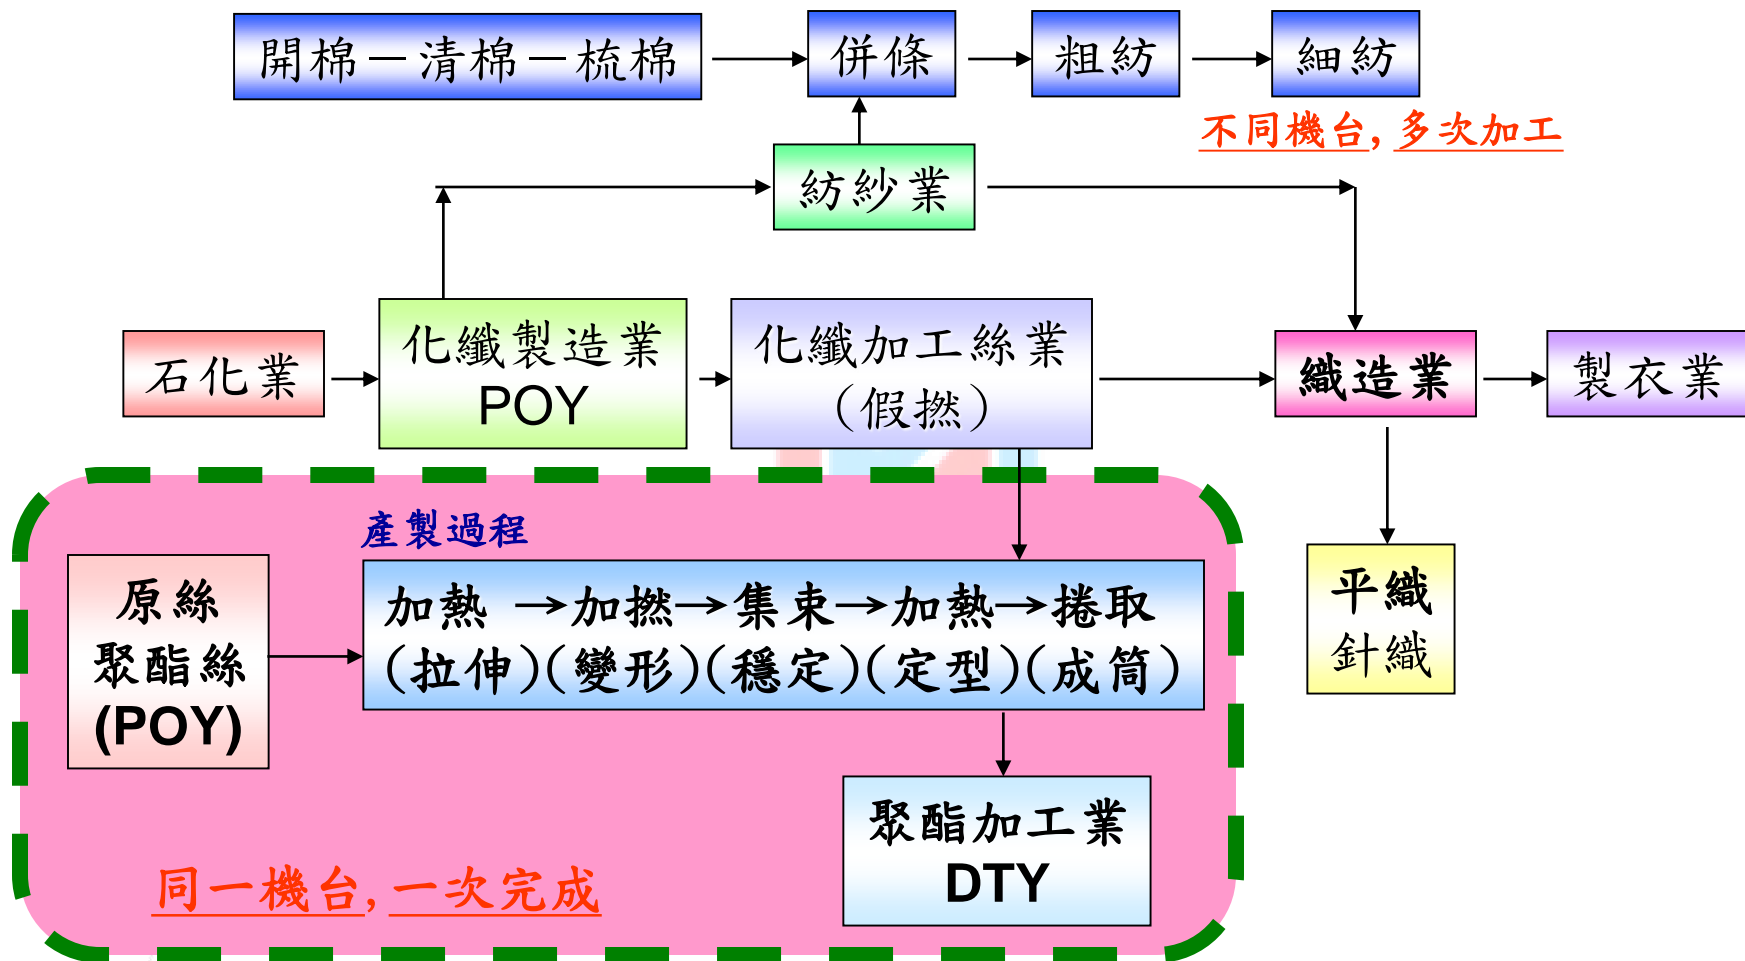 開棉－清棉－梳棉
併條
粗紡
細紡
不同機台, 多次加工
紡紗業
石化業
化纖製造業
POY
化纖加工絲業
(假撚)
織造業
製衣業
平織
針織
產製過程
原絲
聚酯絲
(POY)
加熱 →加撚→集束→加熱→捲取
(拉伸)(變形)(穩定)(定型)(成筒)
聚酯加工業
DTY
同一機台, 一次完成